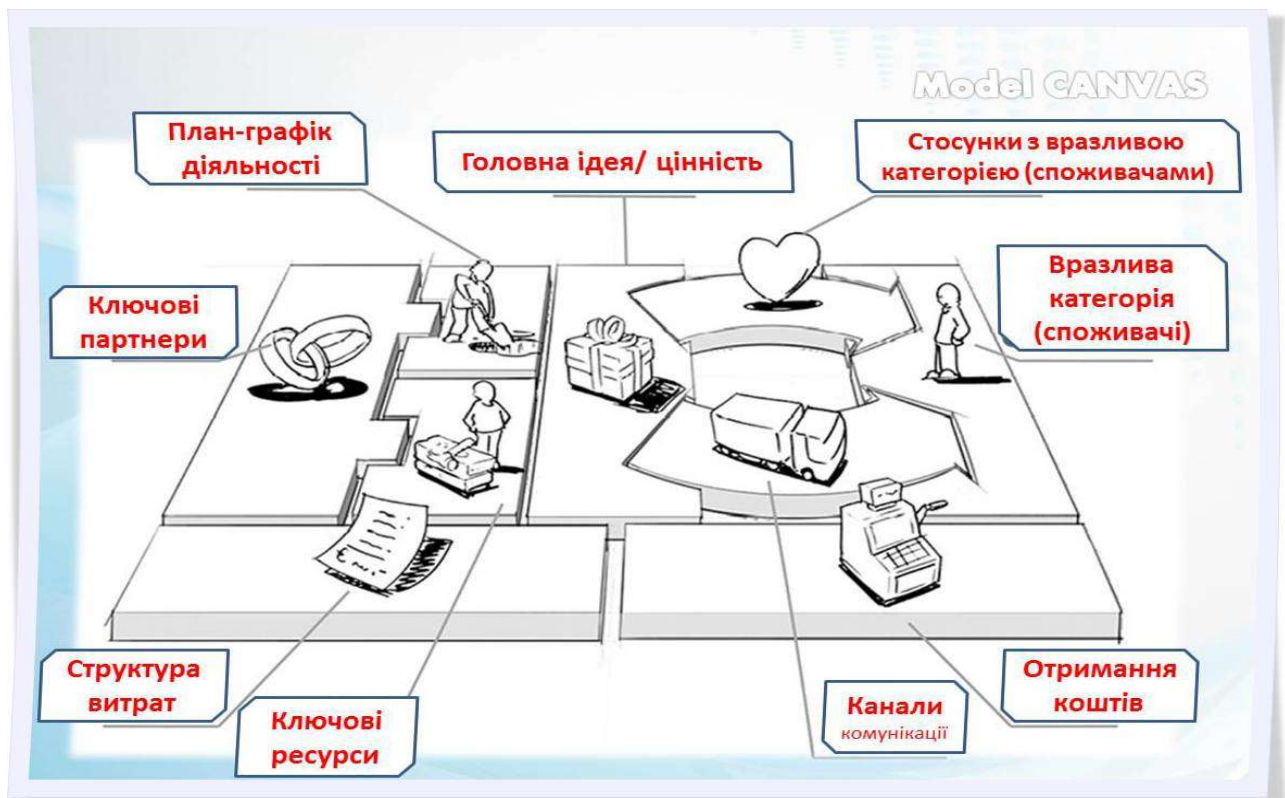 Model CANVAS
План-графік
діяльності
Головна ідея/ цінність
Стосунки з вразливою
категорією (споживачами)
Ключові
партнери
Вразлива
категорія
(споживачі)
Структура
витрат
Ключові
ресурси
Канали
комунікації
Отримання
коштів